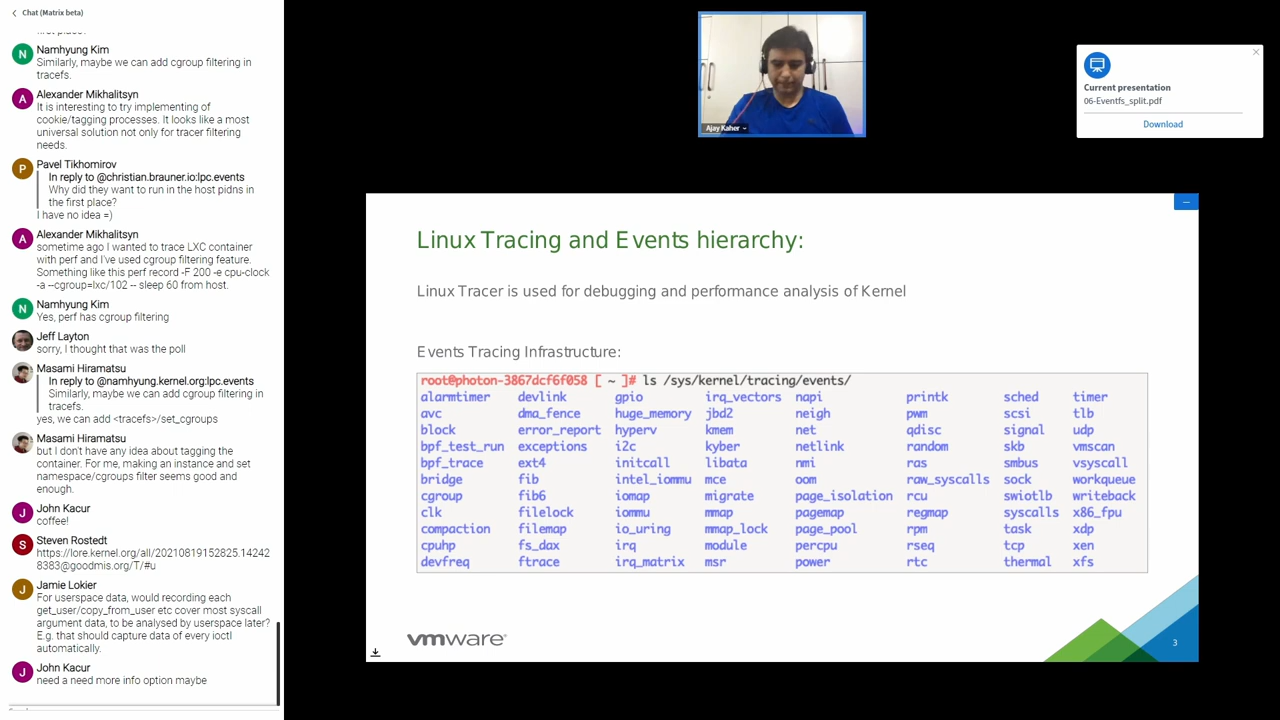 Chat (Matrix beta)
first place?
N
Namhyung Kim
Similarly, maybe we can add cgroup filtering in
tracefs.
A
Alexander Mikhalitsyn
It is interesting to try implementing of
cookie/tagging processes. It looks like a most
universal solution not only for tracer filtering
needs.
P
Pavel Tikhomirov
In reply to @christian.brauner.io:lpc.events
Why did they want to run in the host pidns in
the first place?
I have no idea =)
A
Alexander Mikhalitsyn
sometime ago I wanted to trace LXC container
with perf and I've used cgroup filtering feature.
Something like this perf record -F 200 -e cpu-clock
-a --cgroup=lxc/102 -- sleep 60 from host.
N
Namhyung Kim
Yes, perf has cgroup filtering
Jeff Layton
sorry, I thought that was the poll
Masami Hiramatsu
In reply to @namhyung.kernel.org:lpc.events
Similarly, maybe we can add cgroup filtering in
tracefs.
yes, we can add <tracefs>/set_cgroups
Masami Hiramatsu
but I don't have any idea about tagging the
container. For me, making an instance and set
namespace/cgroups filter seems good and
enough.
J
John Kacur
coffee!
S
Steven Rostedt
https://lore.kernel.org/all/20210819152825.14242
8383@goodmis.org/T/#u
J
Jamie Lokier
For userspace data, would recording each
get_user/copy_from_user etc cover most syscall
argument data, to be analysed by userspace later?
E.g. that should capture data of every ioctl
automatically.
J
John Kacur
need a need more info option maybe
Ajay Kaher
Current presentation
06-Eventfs_split.pdf
Download
Linux Tracing and Events hierarchy:
Linux Tracer is used for debugging and performance analysis of Kernel
Events Tracing Infrastructure:
root@photon-3867dcf6f058 [ ~ ]# ls /sys/kernel/tracing/events/
alarmtimer devlink gpio irq_vectors napi printk sched timer
avc dma_fence huge_memory jbd2 neigh pwm scsi tlb
block error_report hyperv kmem net qdisc signal udp
bpf_test_run exceptions i2c kyber netlink random skb vmscan
bpf_trace ext4 initcall libata nmi ras smbus vsyscall
bridge fib intel_iommu mce oom raw_syscalls sock workqueue
cgroup fib6 iomap migrate page_isolation rcu swiotlb writeback
clk filelock iommu mmap pagemap regmap syscalls x86_fpu
compaction filemap io_uring mmap_lock page_pool rpm task xdp
cpuhp fs_dax irq module percpu rseq tcp xen
devfreq ftrace irq_matrix msr power rtc thermal xfs
vmware
3